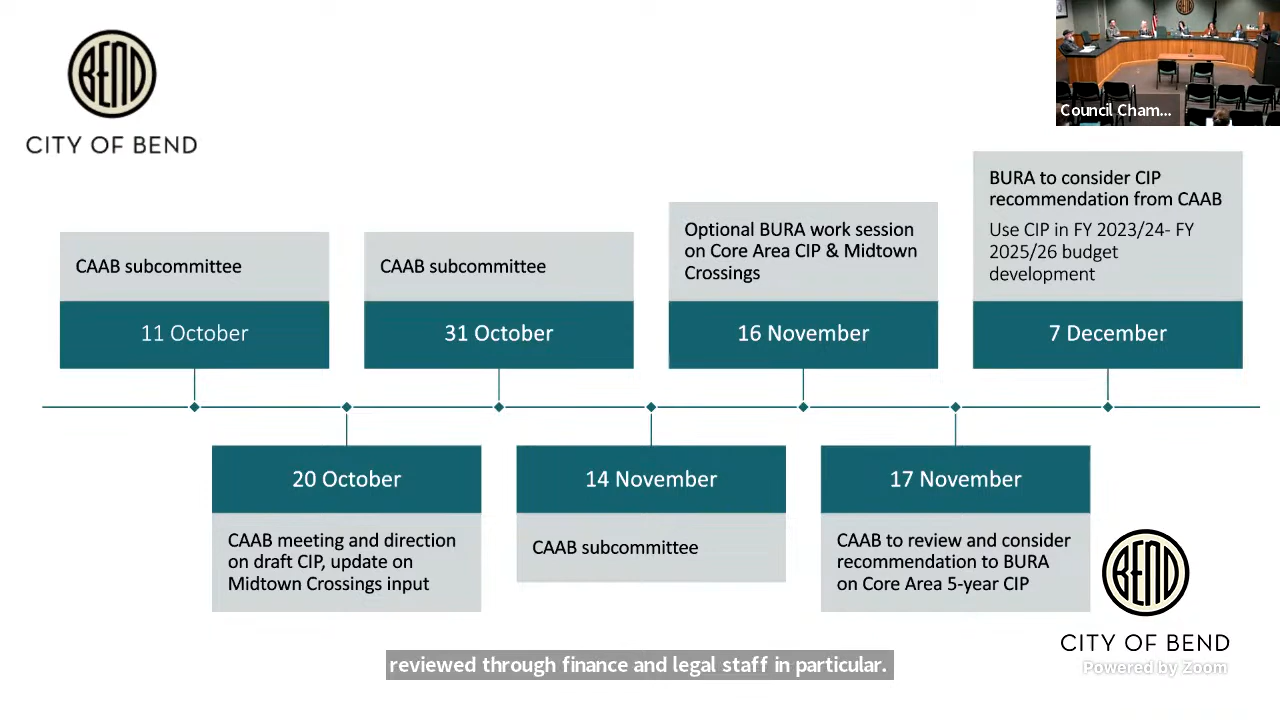 BEND
CITY OF BEND
Council Cham...
CAAB subcommittee
11 October
CAAB subcommittee
31 October
Optional BURA work session
on Core Area CIP & Midtown
Crossings
16 November
BURA to consider CIP
recommendation from CAAB
Use CIP in FY 2023/24- FY
2025/26 budget
development
7 December
20 October
CAAB meeting and direction
on draft CIP, update on
Midtown Crossings input
14 November
CAAB subcommittee
17 November
CAAB to review and consider
recommendation to BURA
on Core Area 5-year CIP
BEND
CITY OF BEND
Powered by Zoom
reviewed through finance and legal staff in particular.